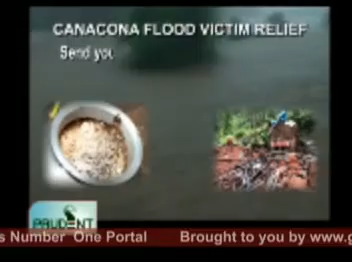 CANACONA FLOOD VICTIM RELIEF
Send you
PRUDENT
s Number One Portal Brought to you by www.g